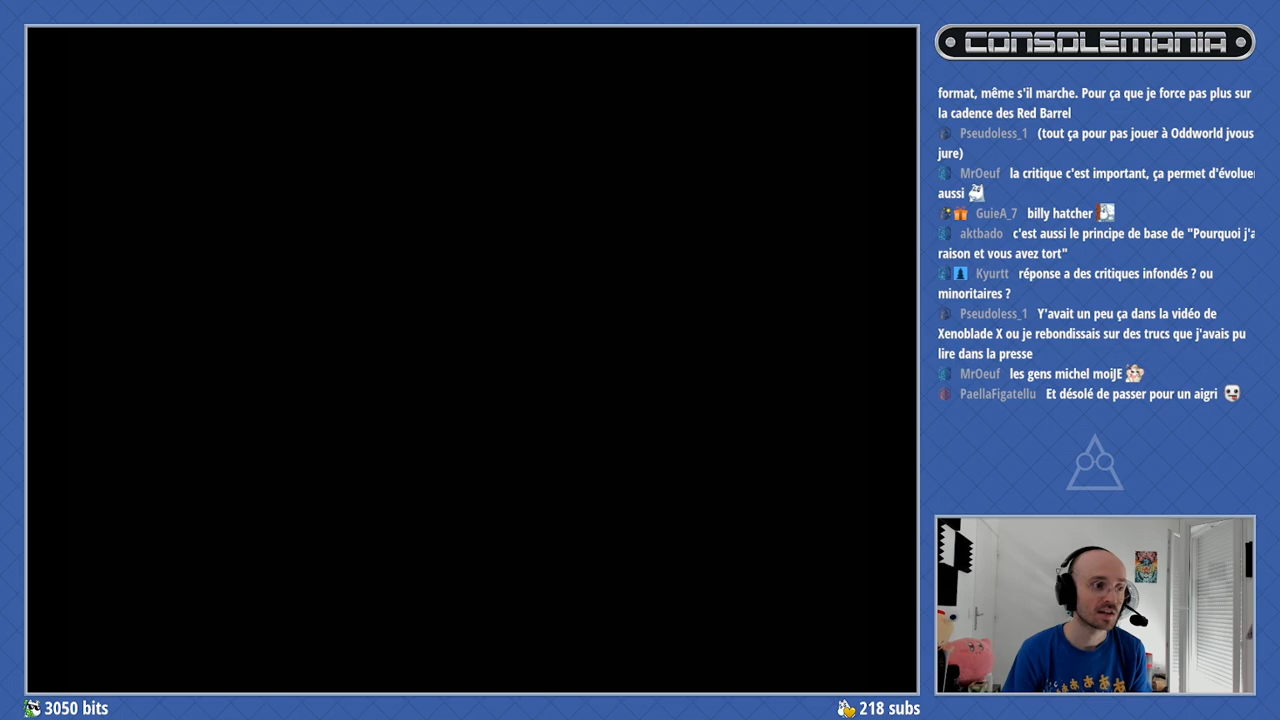 CONSOLEMANIA
format, même s'il marche. Pour ça que je force pas plus sur
la cadence des Red Barrel
Pseudoless_1 (tout ça pour pas jouer à Oddworld jvous
jure)
MrOeuf la critique c'est important, ça permet d'évolue
aussi
GuieA_7 billy hatcher
aktbado c'est aussi le principe de base de "Pourquoi j'a
raison et vous avez tort"
Kyurtt réponse a des critiques infondés ? ou
minoritaires ?
Pseudoless_1 Y'avait un peu ça dans la vidéo de
Xenoblade X ou je rebondissais sur des trucs que j'avais pu
lire dans la presse
MrOeuf les gens michel moiJE
PaellaFigatellu Et désolé de passer pour un aigri
3050 bits
218 subs